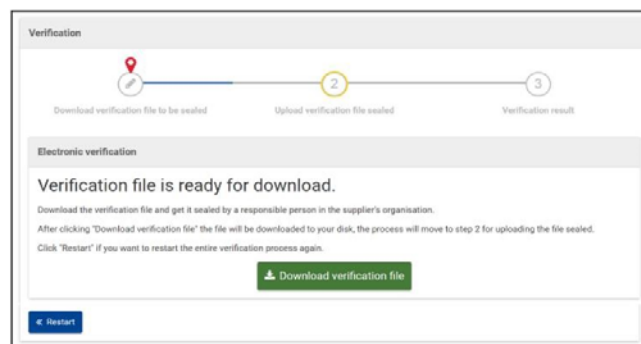 Verification
2
3
Download verification file to be sealed
Upload verification file sealed
Verification result
Electronic verification
Verification file is ready for download.
Download the verification file and get it sealed by a responsible person in the supplier's organisation.
After clicking "Download verification file" the file will be downloaded to your disk, the process will move to step 2 for uploading the file sealed.
Click "Restart" if you want to restart the entire verification process again.
Download verification file
« Restart